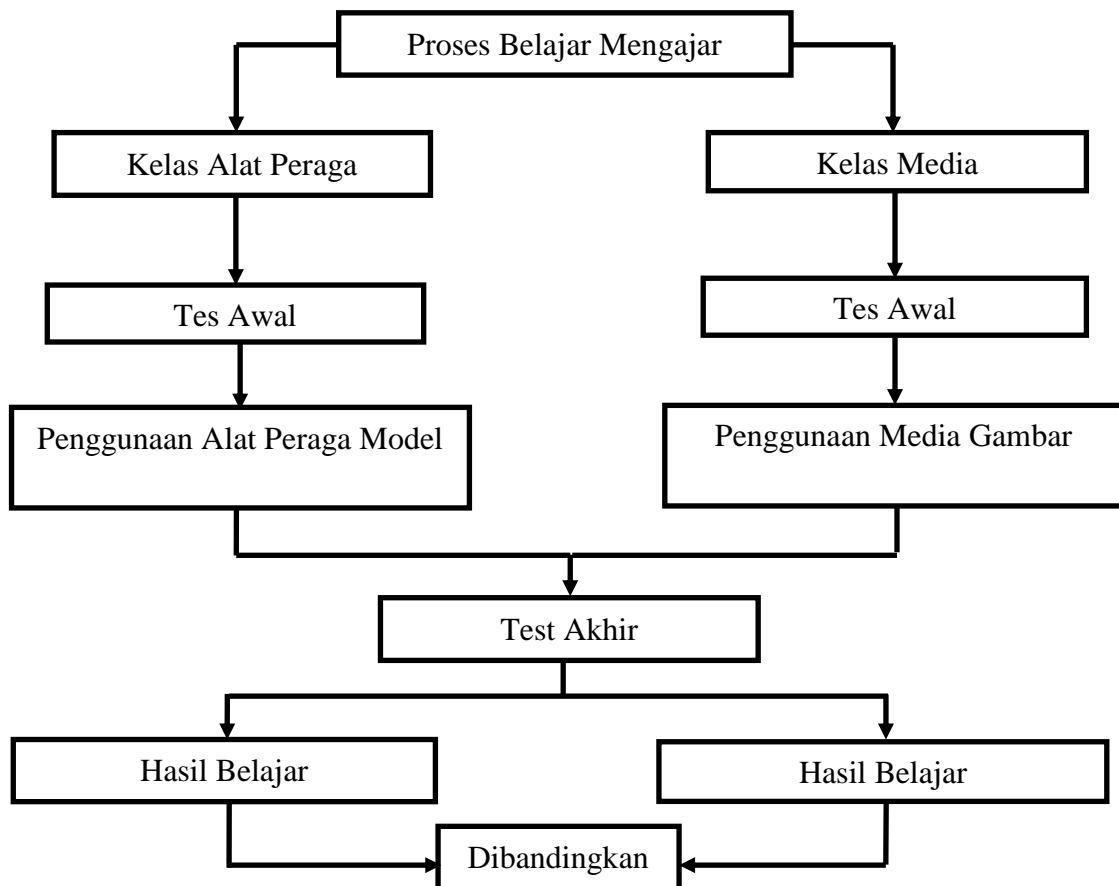 Proses Belajar Mengajar
Kelas Alat Peraga
Kelas Media
Tes Awal
Tes Awal
Penggunaan Alat Peraga Model
Penggunaan Media Gambar
Test Akhir
Hasil Belajar
Hasil Belajar
Dibandingkan